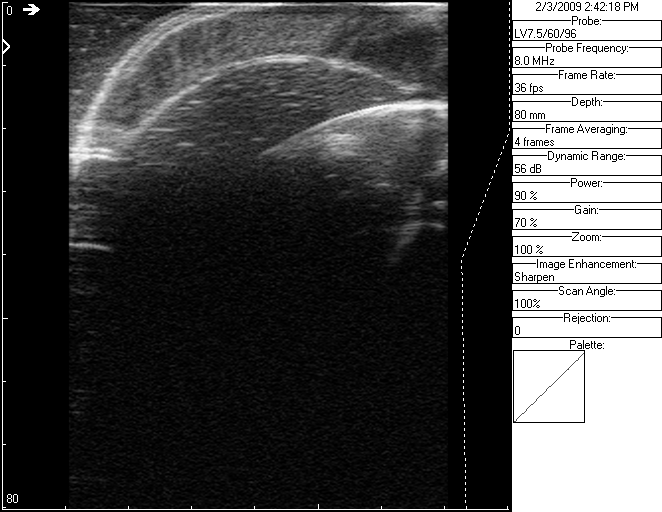 0
80
2/3/2009 2:42:18 PM
Probe:
LV7.5/60/96
Probe Frequency:
8.0 MHz
Frame Rate:
36 fps
Depth:
80 mm
Frame Averaging:
4 frames
Dynamic Range:
56 dB
Power:
90 %
Gain:
70 %
Zoom:
100 %
Image Enhancement:
Sharpen
Scan Angle:
100%
Rejection:
0
Palette: